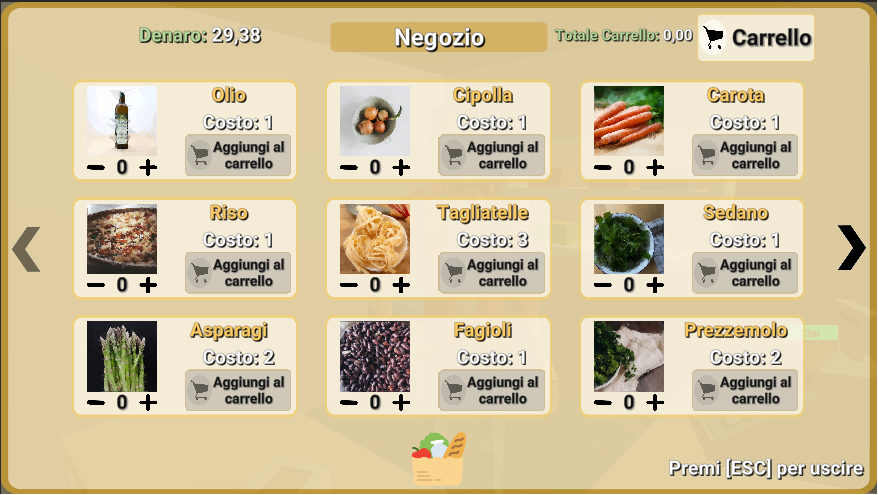 Denaro: 29,38
Negozio
Totale Carrello: 0,00
Carrello
Olio
Costo: 1
Aggiungi al
carrello
0
Cipolla
Costo: 1
Aggiungi al
carrello
0
Carota
Costo: 1
Aggiungi al
carrello
0
Riso
Costo: 1
Aggiungi al
carrello
0
Tagliatelle
Costo: 3
Aggiungi al
carrello
0
Sedano
Costo: 1
Aggiungi al
carrello
0
Asparagi
Costo: 2
Aggiungi al
carrello
0
Fagioli
Costo: 1
Aggiungi al
carrello
0
Prezzemolo
Costo: 2
Aggiungi al
carrello
0
Premi [ESC] per uscire